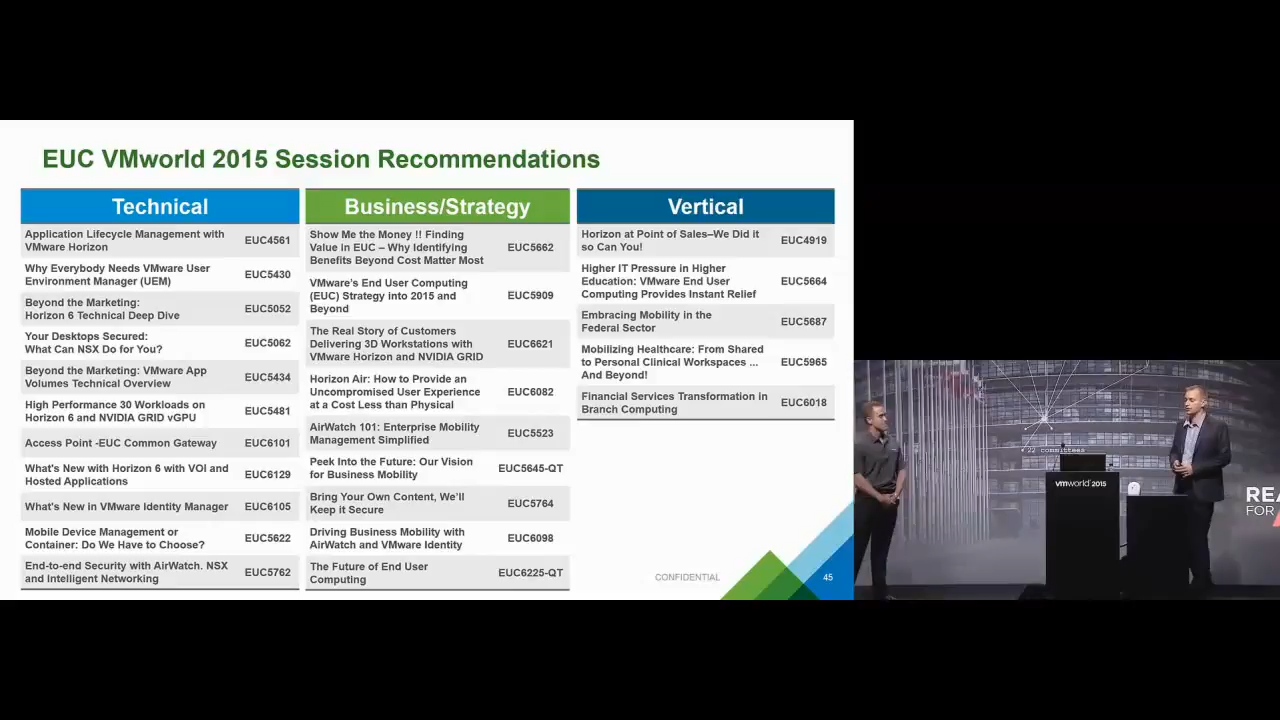 EUC VMworld 2015 Session Recommendations
Technical
Application Lifecycle Management with
VMware Horizon
EUC4561
Why Everybody Needs VMware User
Environment Manager (UEM)
EUC5430
Beyond the Marketing:
Horizon 6 Technical Deep Dive
EUC5052
Your Desktops Secured:
What Can NSX Do for You?
EUC5062
Beyond the Marketing: VMware App
Volumes Technical Overview
EUC5434
High Performance 30 Workloads on
Horizon 6 and NVIDIA GRID vGPU
EUC5481
Access Point -EUC Common Gateway
EUC6101
What's New with Horizon 6 with VOI and
Hosted Applications
EUC6129
What's New in VMware Identity Manager
EUC6105
Mobile Device Management or
Container: Do We Have to Choose?
EUC5622
End-to-end Security with AirWatch. NSX
and Intelligent Networking
EUC5762
Business/Strategy
Show Me the Money !! Finding
Value in EUC – Why Identifying
Benefits Beyond Cost Matter Most
EUC5662
VMware's End User Computing
(EUC) Strategy into 2015 and
Beyond
EUC5909
The Real Story of Customers
Delivering 3D Workstations with
VMware Horizon and NVIDIA GRID
EUC6621
Horizon Air: How to Provide an
Uncompromised User Experience
at a Cost Less than Physical
EUC6082
AirWatch 101: Enterprise Mobility
Management Simplified
EUC5523
Peek Into the Future: Our Vision
for Business Mobility
EUC5645-QT
Bring Your Own Content, We'll
Keep it Secure
EUC5764
Driving Business Mobility with
AirWatch and VMware Identity
EUC6098
The Future of End User
Computing
EUC6225-QT
Vertical
Horizon at Point of Sales–We Did it
so Can You!
EUC4919
Higher IT Pressure in Higher
Education: VMware End User
Computing Provides Instant Relief
EUC5664
Embracing Mobility in the
Federal Sector
EUC5687
Mobilizing Healthcare: From Shared
to Personal Clinical Workspaces ...
And Beyond!
EUC5965
Financial Services Transformation in
Branch Computing
EUC6018
CONFIDENTIAL
45
22 committees
vmworld 2015
REA
FOR A